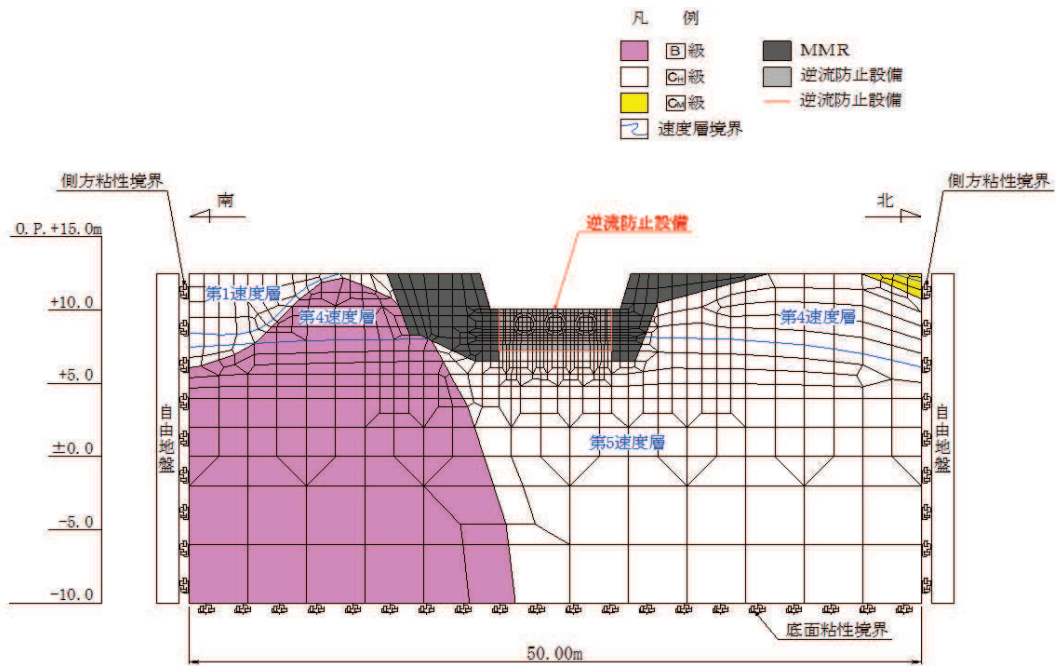 凡 例
B級
CH級
CM級
速度層境界
MMR
逆流防止設備
逆流防止設備
側方粘性境界
南
北
側方粘性境界
O.P.+15.0m
逆流防止設備
+10.0
第1速度層
第4速度層
第4速度層
+5.0
自由地盤
自由地盤
±0.0
第5速度層
-5.0
-10.0
底面粘性境界
50.00m